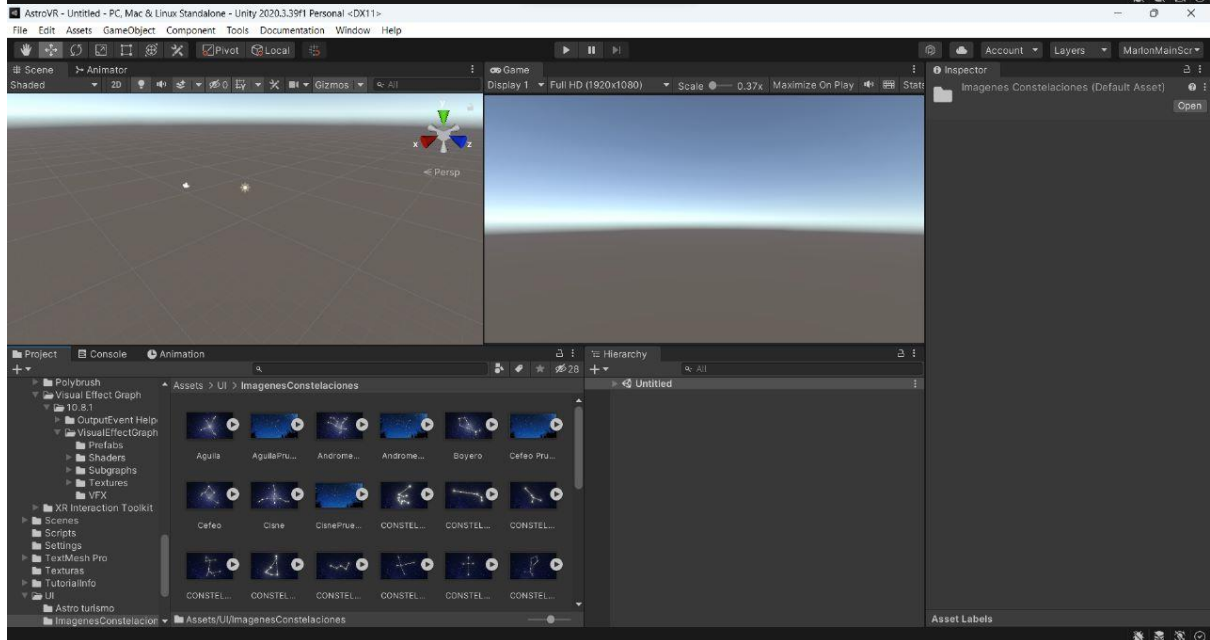 AstroVR - Untitled - PC, Mac & Linux Standalone - Unity 2020.3.39f1 Personal <DX11>
File Edit Assets GameObject Component Tools Documentation Window Help
Pivot Local Account Layers MarlonMainScr
Scene Animator
Shaded 2D 0 Gizmos All
Persp
y
x z
Game
Display 1 Full HD (1920x1080) Scale 0.37x Maximize On Play Stats
Inspector
Imagenes Constelaciones (Default Asset)
Open
Project Console Animation
28
Polybrush
Visual Effect Graph
10.8.1
OutputEvent Help
VisualEffectGraph
Prefabs
Shaders
Subgraphs
Textures
VFX
XR Interaction Toolkit
Scenes
Scripts
Settings
TextMesh Pro
Texturas
TutorialInfo
UI
Astro turismo
ImagenesConstelacion
Assets > UI > ImagenesConstelaciones
Aguila AguilaPru... Androme... Androme... Boyero Cefeo Pru...
Cefeo Cisne CisnePrue... CONSTEL... CONSTEL... CONSTEL...
CONSTEL... CONSTEL... CONSTEL... CONSTEL... CONSTEL... CONSTEL...
Assets/UI/ImagenesConstelaciones
Hierarchy
All
Untitled
Asset Labels